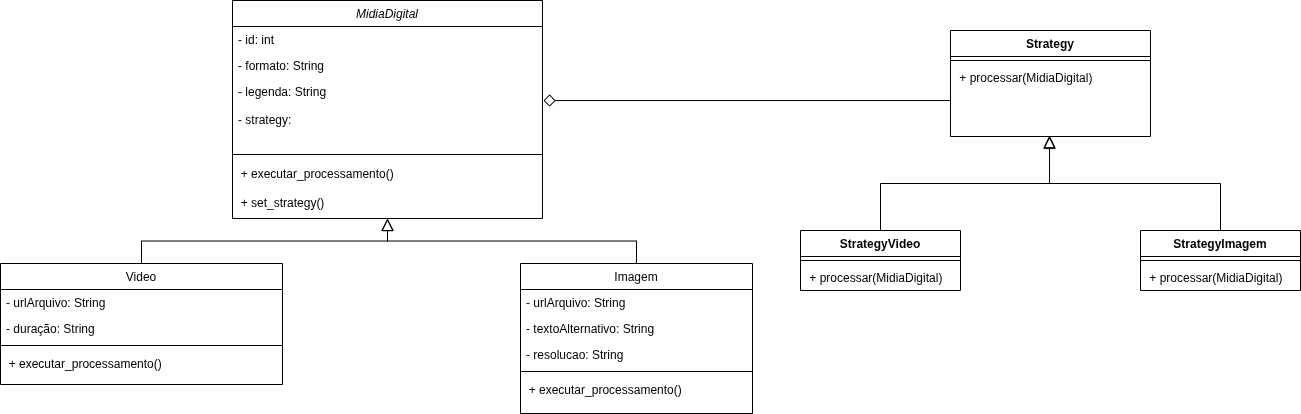 MidiaDigital
- id: int
- formato: String
- legenda: String
- strategy:
+ executar_processamento()
+ set_strategy()
Strategy
+ processar(MidiaDigital)
Video
- urlArquivo: String
- duração: String
+ executar_processamento()
Imagem
- urlArquivo: String
- textoAlternativo: String
- resolucao: String
+ executar_processamento()
StrategyVideo
+ processar(MidiaDigital)
StrategyImagem
+ processar(MidiaDigital)